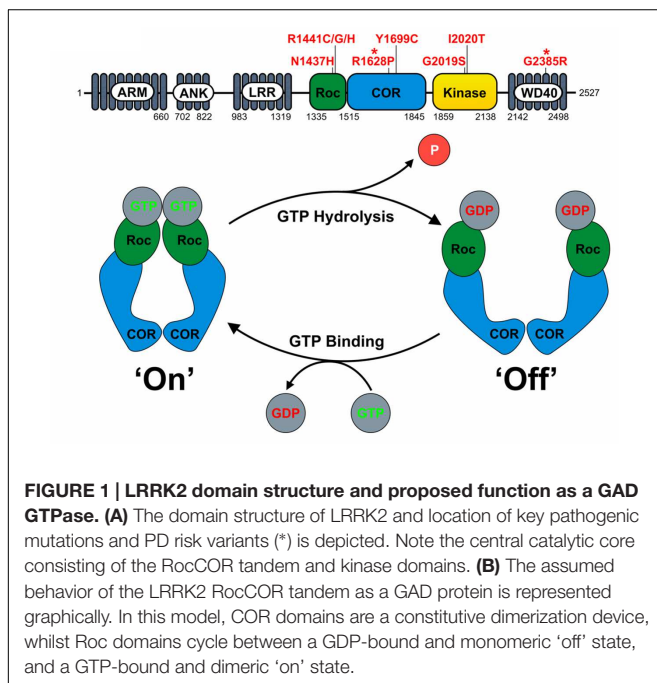 R1441C/G/H Y1699C I2020T
N1437H * R1628P G2019S * G2385R
1 ARM ANK LRR Roc COR Kinase WD40 2527
660 702 822 983 1319 1335 1515 1845 1859 2138 2142 2498
P
GTP GTP GDP GDP
GTP Hydrolysis
Roc Roc Roc Roc
COR COR COR COR
GTP Binding
'On' 'Off'
GDP GTP
FIGURE 1 | LRRK2 domain structure and proposed function as a GAD
GTPase. (A) The domain structure of LRRK2 and location of key pathogenic
mutations and PD risk variants (*) is depicted. Note the central catalytic core
consisting of the RocCOR tandem and kinase domains. (B) The assumed
behavior of the LRRK2 RocCOR tandem as a GAD protein is represented
graphically. In this model, COR domains are a constitutive dimerization device,
whilst Roc domains cycle between a GDP-bound and monomeric 'off' state,
and a GTP-bound and dimeric 'on' state.